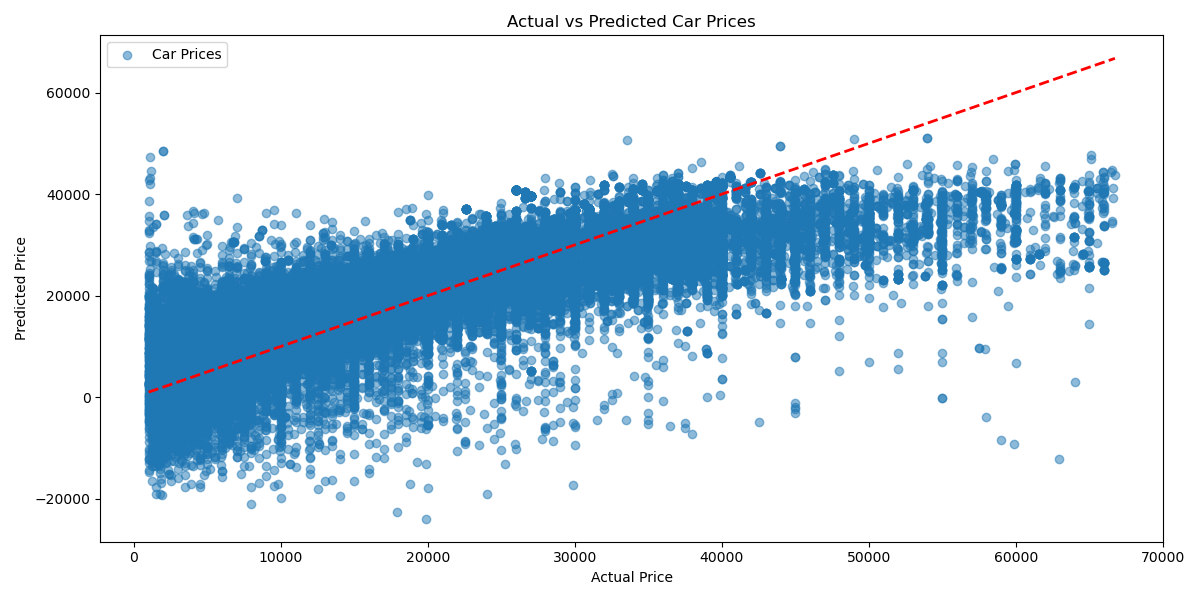 Actual vs Predicted Car Prices
Car Prices
60000
40000
20000
0
−20000
Predicted Price
0 10000 20000 30000 40000 50000 60000 70000
Actual Price